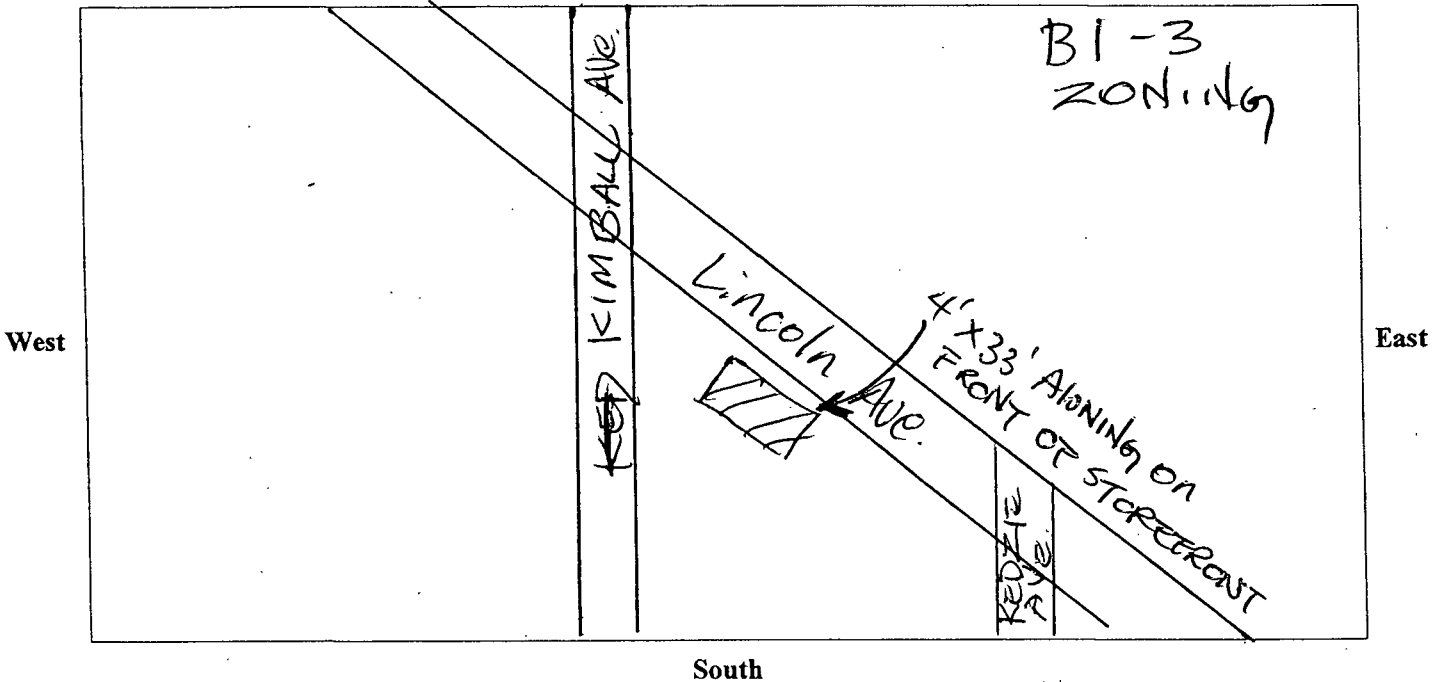 B1-3
ZONING
KIMBALL AVE.
West
East
Lincoln Ave.
4'x33' AWNING ON
FRONT OF STOREFRONT
KEDZIE
AVE.
South